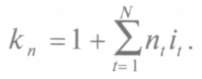 k_n = 1 + \sum_{t=1}^{N} n_t i_t.